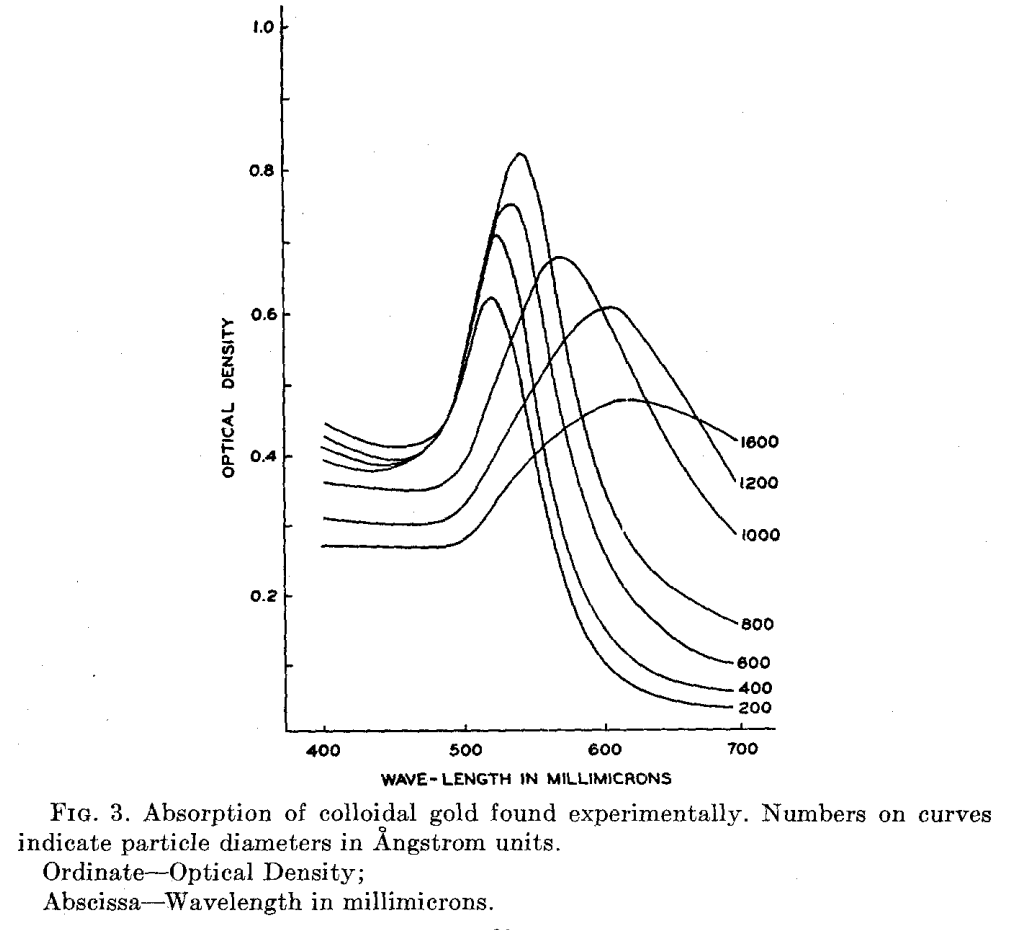 1.0
0.8
0.6
0.4
0.2
OPTICAL DENSITY
1600
1200
1000
800
600
400
200
400 500 600 700
WAVE-LENGTH IN MILLIMICRONS
FIG. 3. Absorption of colloidal gold found experimentally. Numbers on curves
indicate particle diameters in Ångstrom units.
Ordinate—Optical Density;
Abscissa—Wavelength in millimicrons.